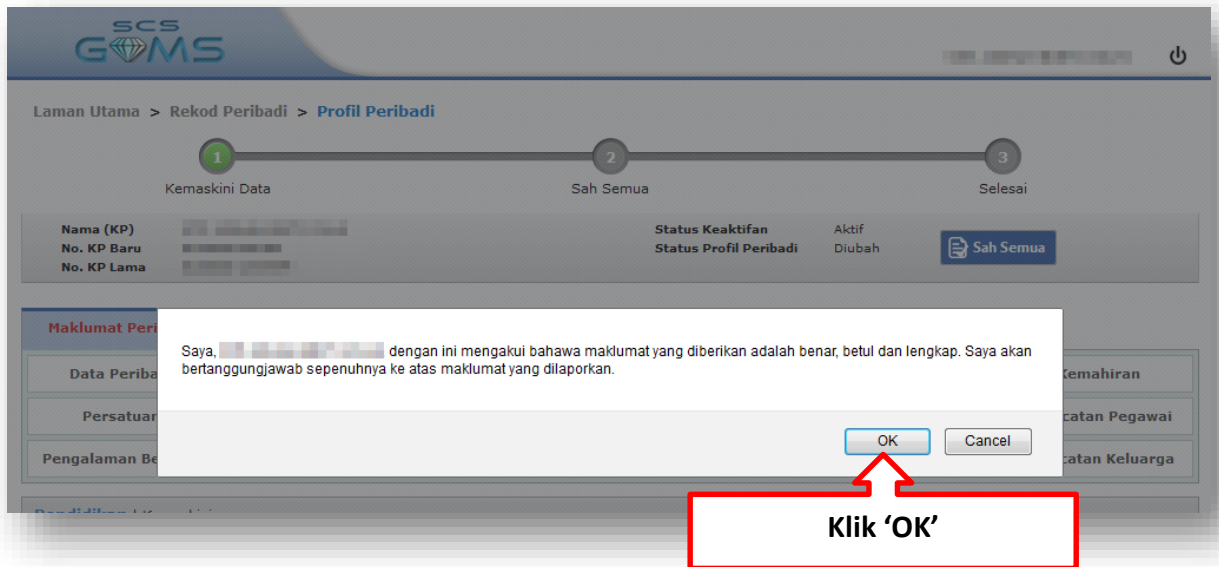 SCS
G MS
Laman Utama > Rekod Peribadi > Profil Peribadi
1 2 3
Kemaskini Data Sah Semua Selesai
Nama (KP) Status Keaktifan Aktif
No. KP Baru Status Profil Peribadi Diubah Sah Semua
No. KP Lama
Maklumat Peri
Saya, dengan ini mengakui bahawa maklumat yang diberikan adalah benar, betul dan lengkap. Saya akan
bertanggungjawab sepenuhnya ke atas maklumat yang dilaporkan.
Data Periba Kemahiran
Persatuan catan Pegawai
OK Cancel
Pengalaman Be catan Keluarga
Klik ‘OK’